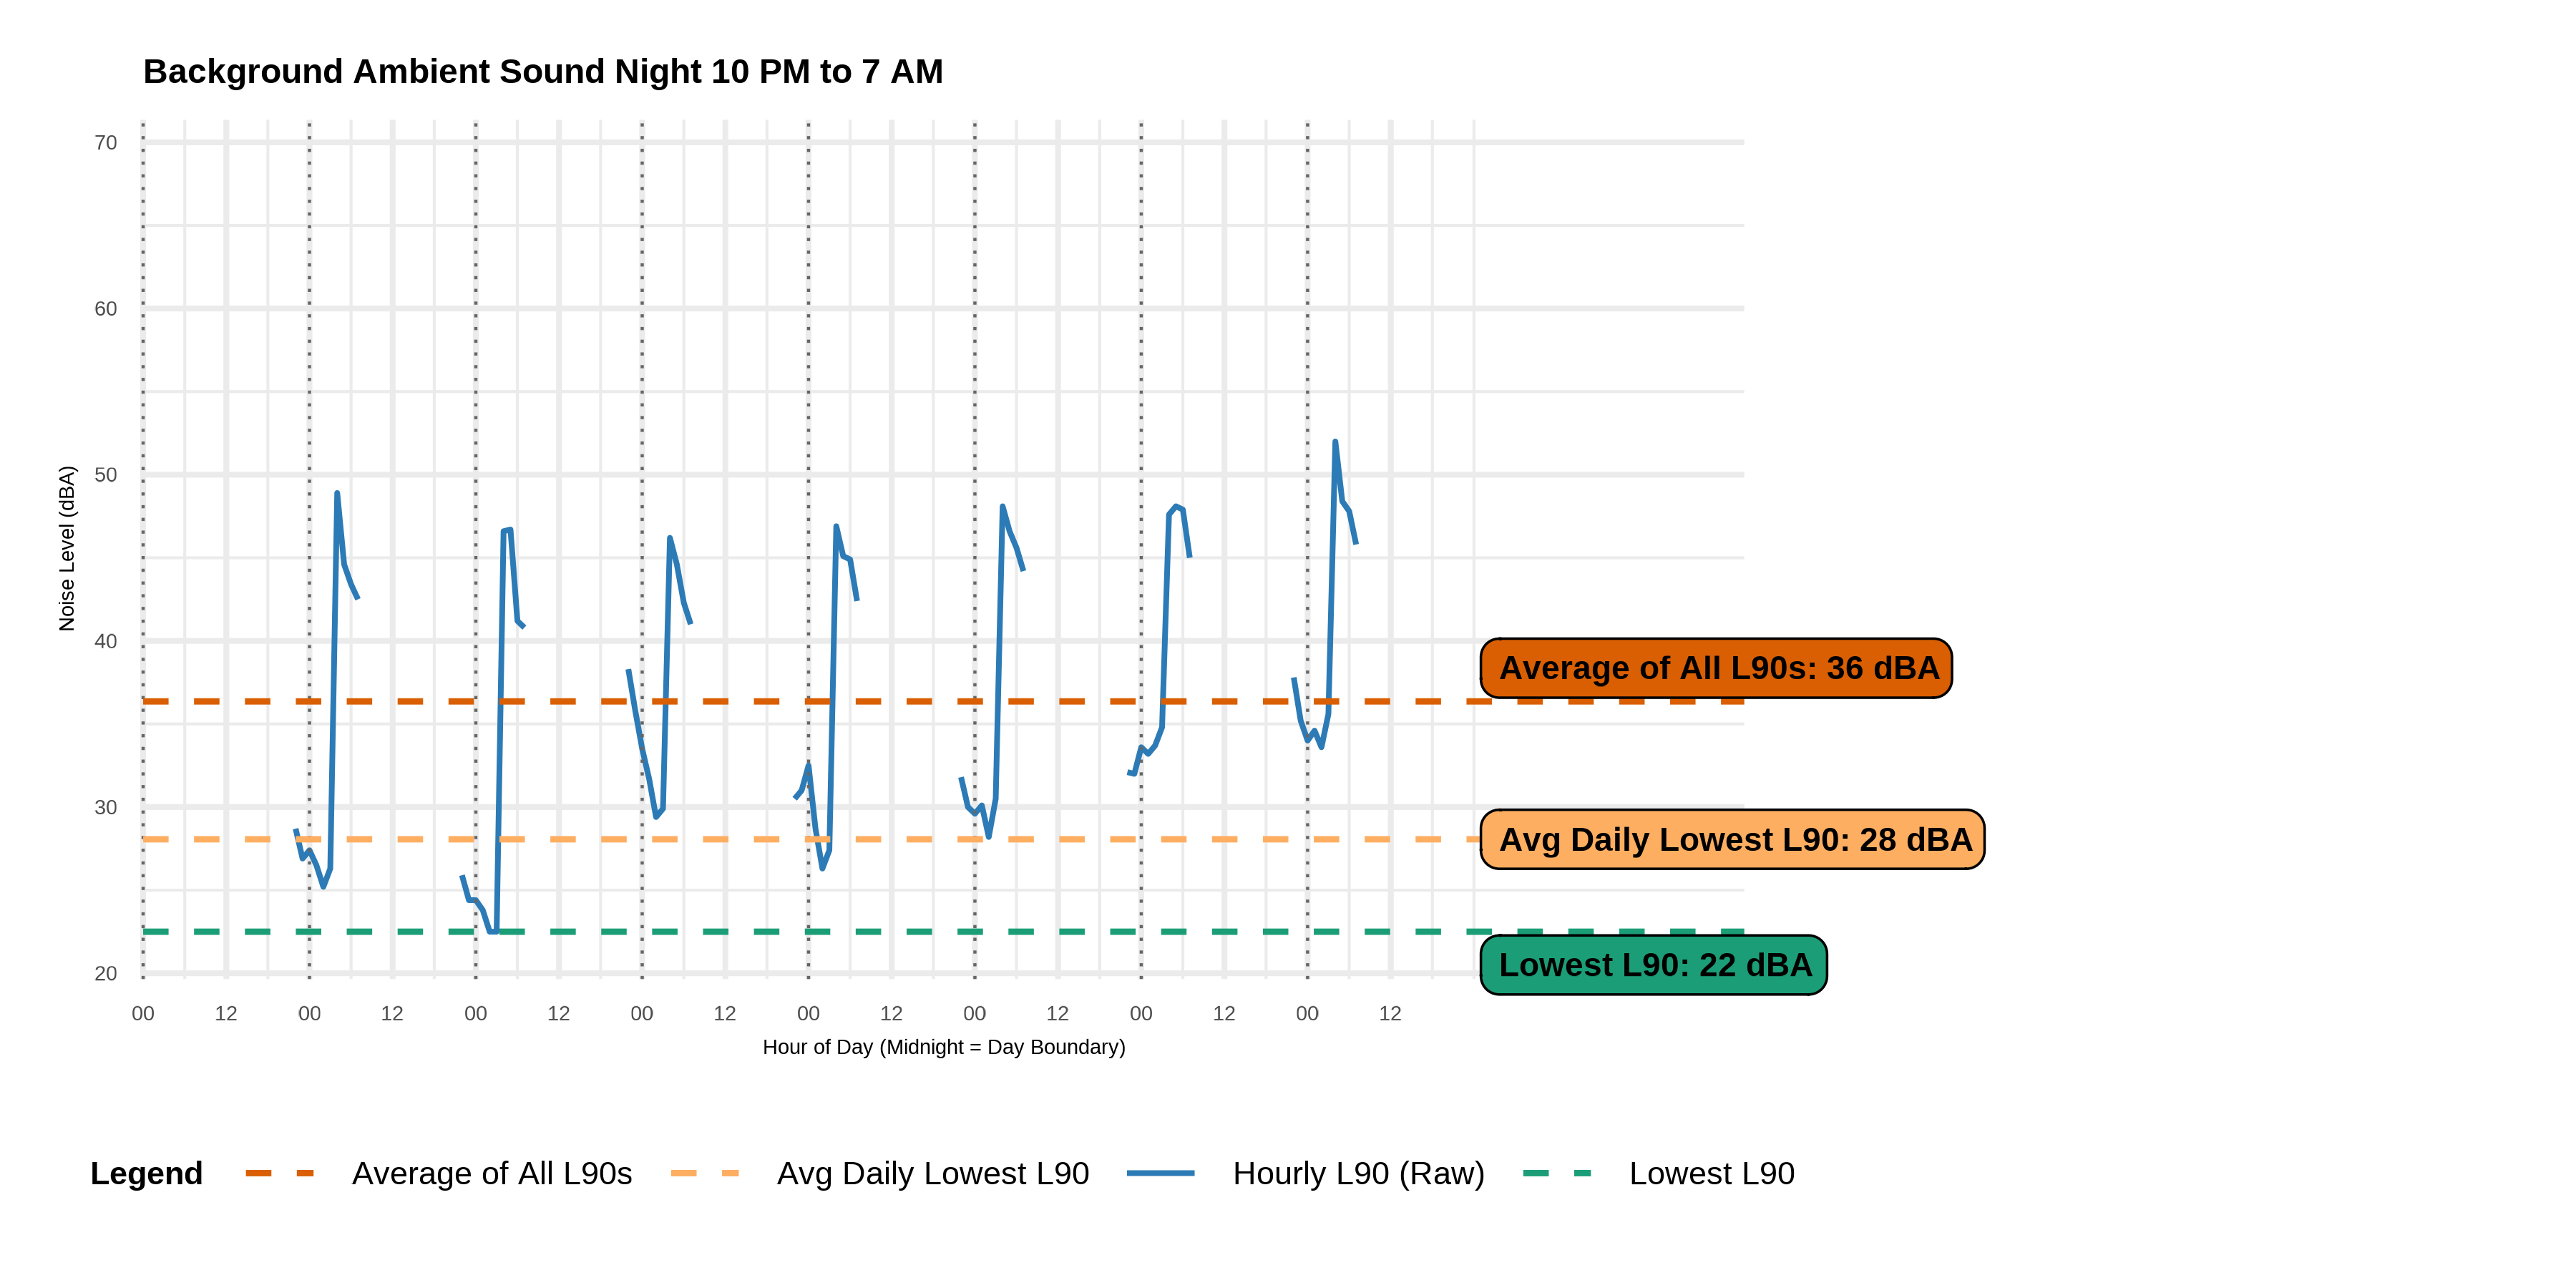 Background Ambient Sound Night 10 PM to 7 AM
70
60
50
40
30
20
Noise Level (dBA)
Average of All L90s: 36 dBA
Avg Daily Lowest L90: 28 dBA
Lowest L90: 22 dBA
00 12 00 12 00 12 00 12 00 12 00 12 00 12 00 12
Hour of Day (Midnight = Day Boundary)
Legend Average of All L90s Avg Daily Lowest L90 Hourly L90 (Raw) Lowest L90